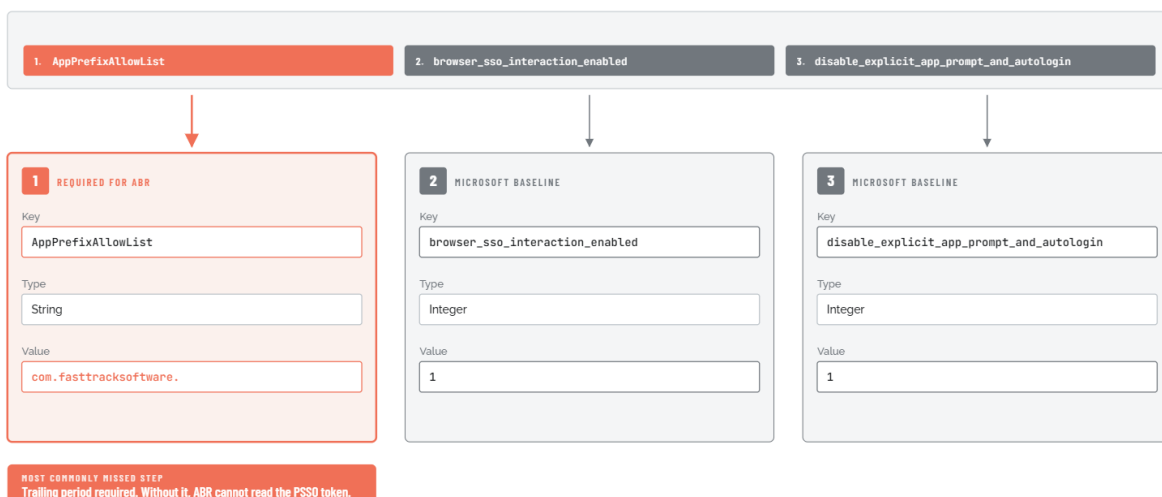 1. AppPrefixAllowList
2. browser_sso_interaction_enabled
3. disable_explicit_app_prompt_and_autologin
1 REQUIRED FOR ABR
Key
AppPrefixAllowList
Type
String
Value
com.fasttracksoftware.
2 MICROSOFT BASELINE
Key
browser_sso_interaction_enabled
Type
Integer
Value
1
3 MICROSOFT BASELINE
Key
disable_explicit_app_prompt_and_autologin
Type
Integer
Value
1
MOST COMMONLY MISSED STEP
Trailing period required. Without it, ABR cannot read the PSSO token.